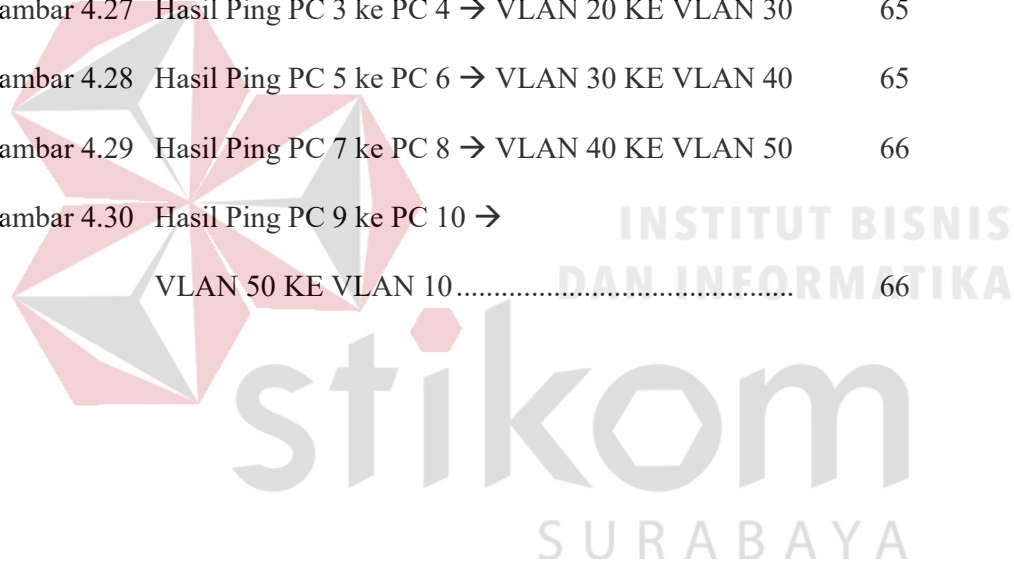 ambar 4.27 Hasil Ping PC 3 ke PC 4 → VLAN 20 KE VLAN 30 65
ambar 4.28 Hasil Ping PC 5 ke PC 6 → VLAN 30 KE VLAN 40 65
ambar 4.29 Hasil Ping PC 7 ke PC 8 → VLAN 40 KE VLAN 50 66
ambar 4.30 Hasil Ping PC 9 ke PC 10 →
VLAN 50 KE VLAN 10............................................. 66
INSTITUT BISNIS
DAN INFORMATIKA
stikom
SURABAYA